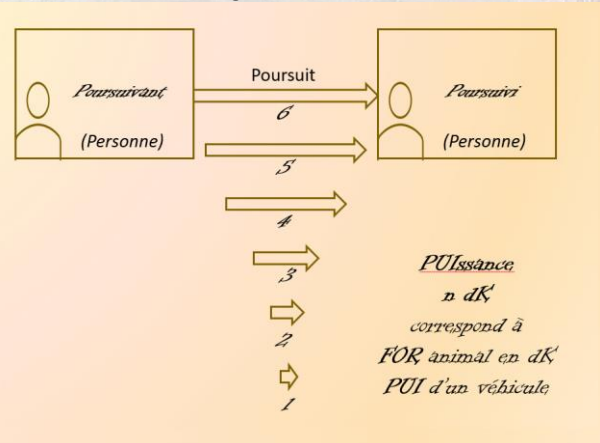 Poursuivant
(Personne)
Poursuit
6
Poursuivi
(Personne)
5
4
3
2
1
PUIssance
n dK
correspond à
FOR animal en dK
PUI d'un véhicule